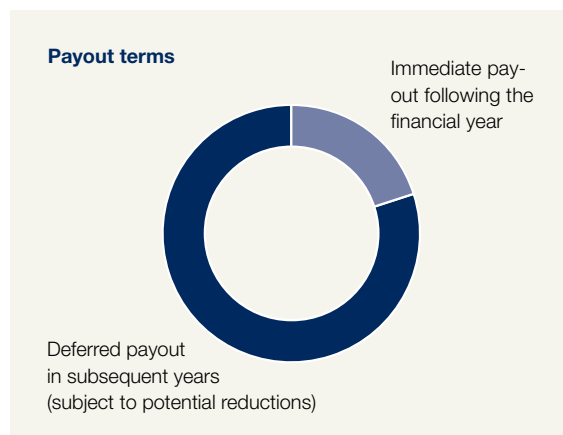 Payout terms
Immediate pay-
out following the
financial year
Deferred payout
in subsequent years
(subject to potential reductions)